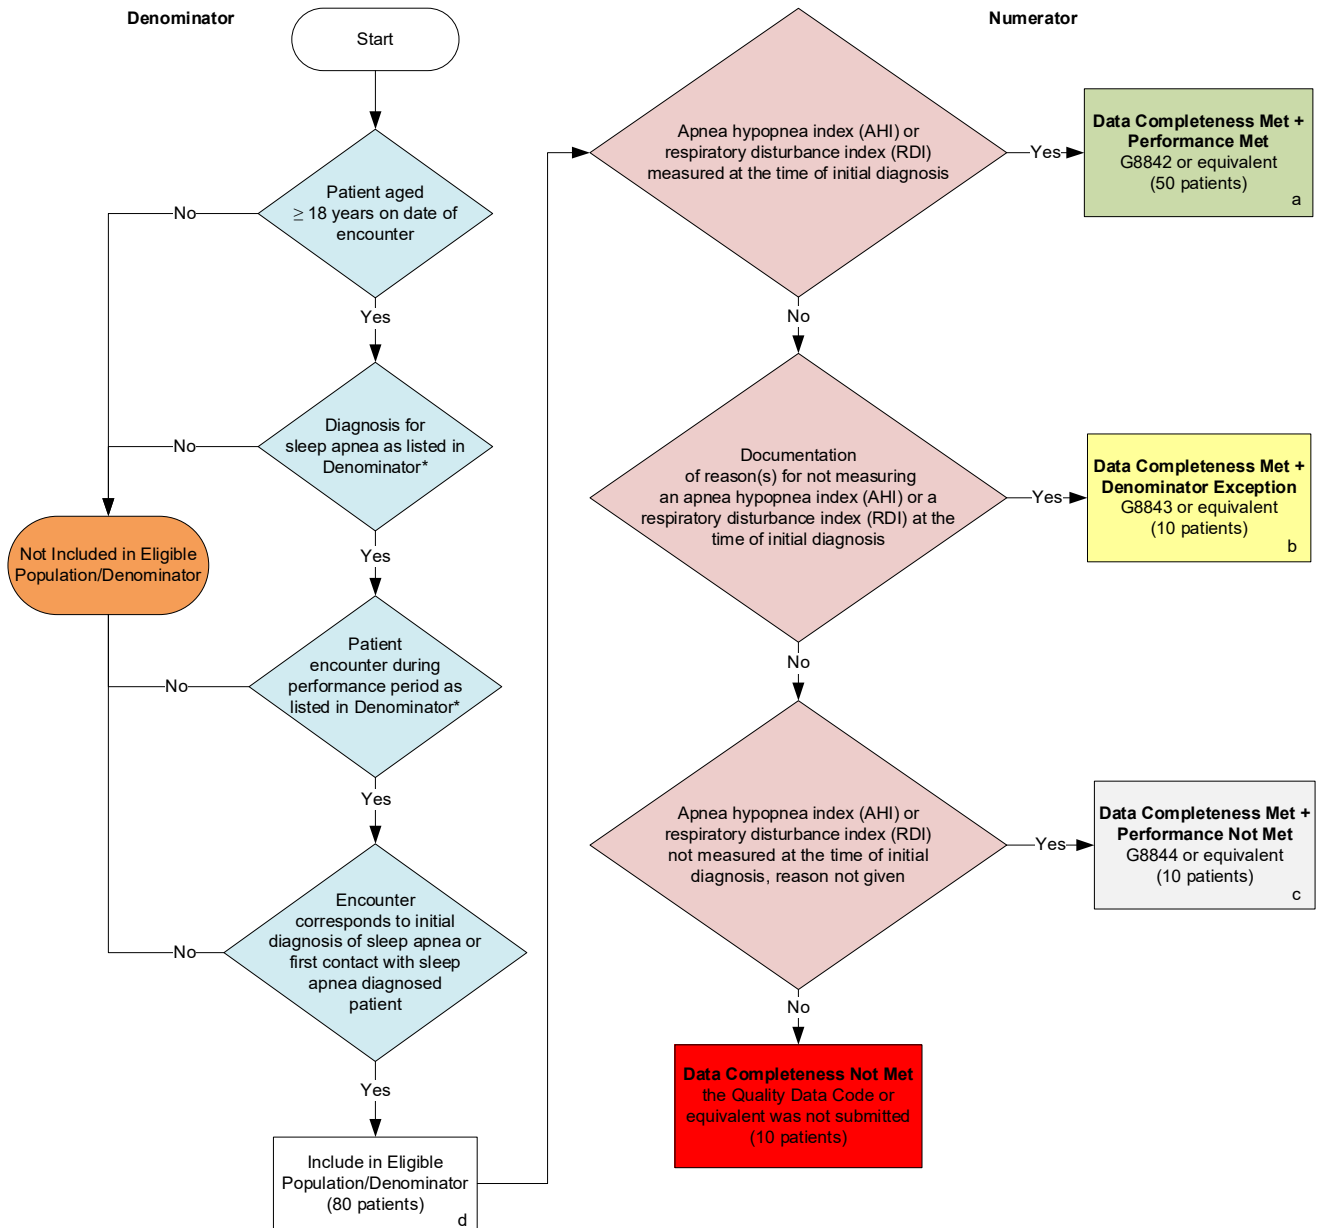 Denominator
Start
Patient aged
≥ 18 years on date of
encounter
No
Yes
Diagnosis for
sleep apnea as listed in
Denominator*
No
Yes
Not Included in Eligible
Population/Denominator
Patient
encounter during
performance period as
listed in Denominator*
No
Yes
Encounter
corresponds to initial
diagnosis of sleep apnea or
first contact with sleep
apnea diagnosed
patient
No
Yes
Include in Eligible
Population/Denominator
(80 patients)
d
Numerator
Apnea hypopnea index (AHI) or
respiratory disturbance index (RDI)
measured at the time of initial diagnosis
Yes
Data Completeness Met +
Performance Met
G8842 or equivalent
(50 patients)
a
No
Documentation
of reason(s) for not measuring
an apnea hypopnea index (AHI) or a
respiratory disturbance index (RDI) at the
time of initial diagnosis
Yes
Data Completeness Met +
Denominator Exception
G8843 or equivalent
(10 patients)
b
No
Apnea hypopnea index (AHI) or
respiratory disturbance index (RDI)
not measured at the time of initial
diagnosis, reason not given
Yes
Data Completeness Met +
Performance Not Met
G8844 or equivalent
(10 patients)
c
No
Data Completeness Not Met
the Quality Data Code or
equivalent was not submitted
(10 patients)